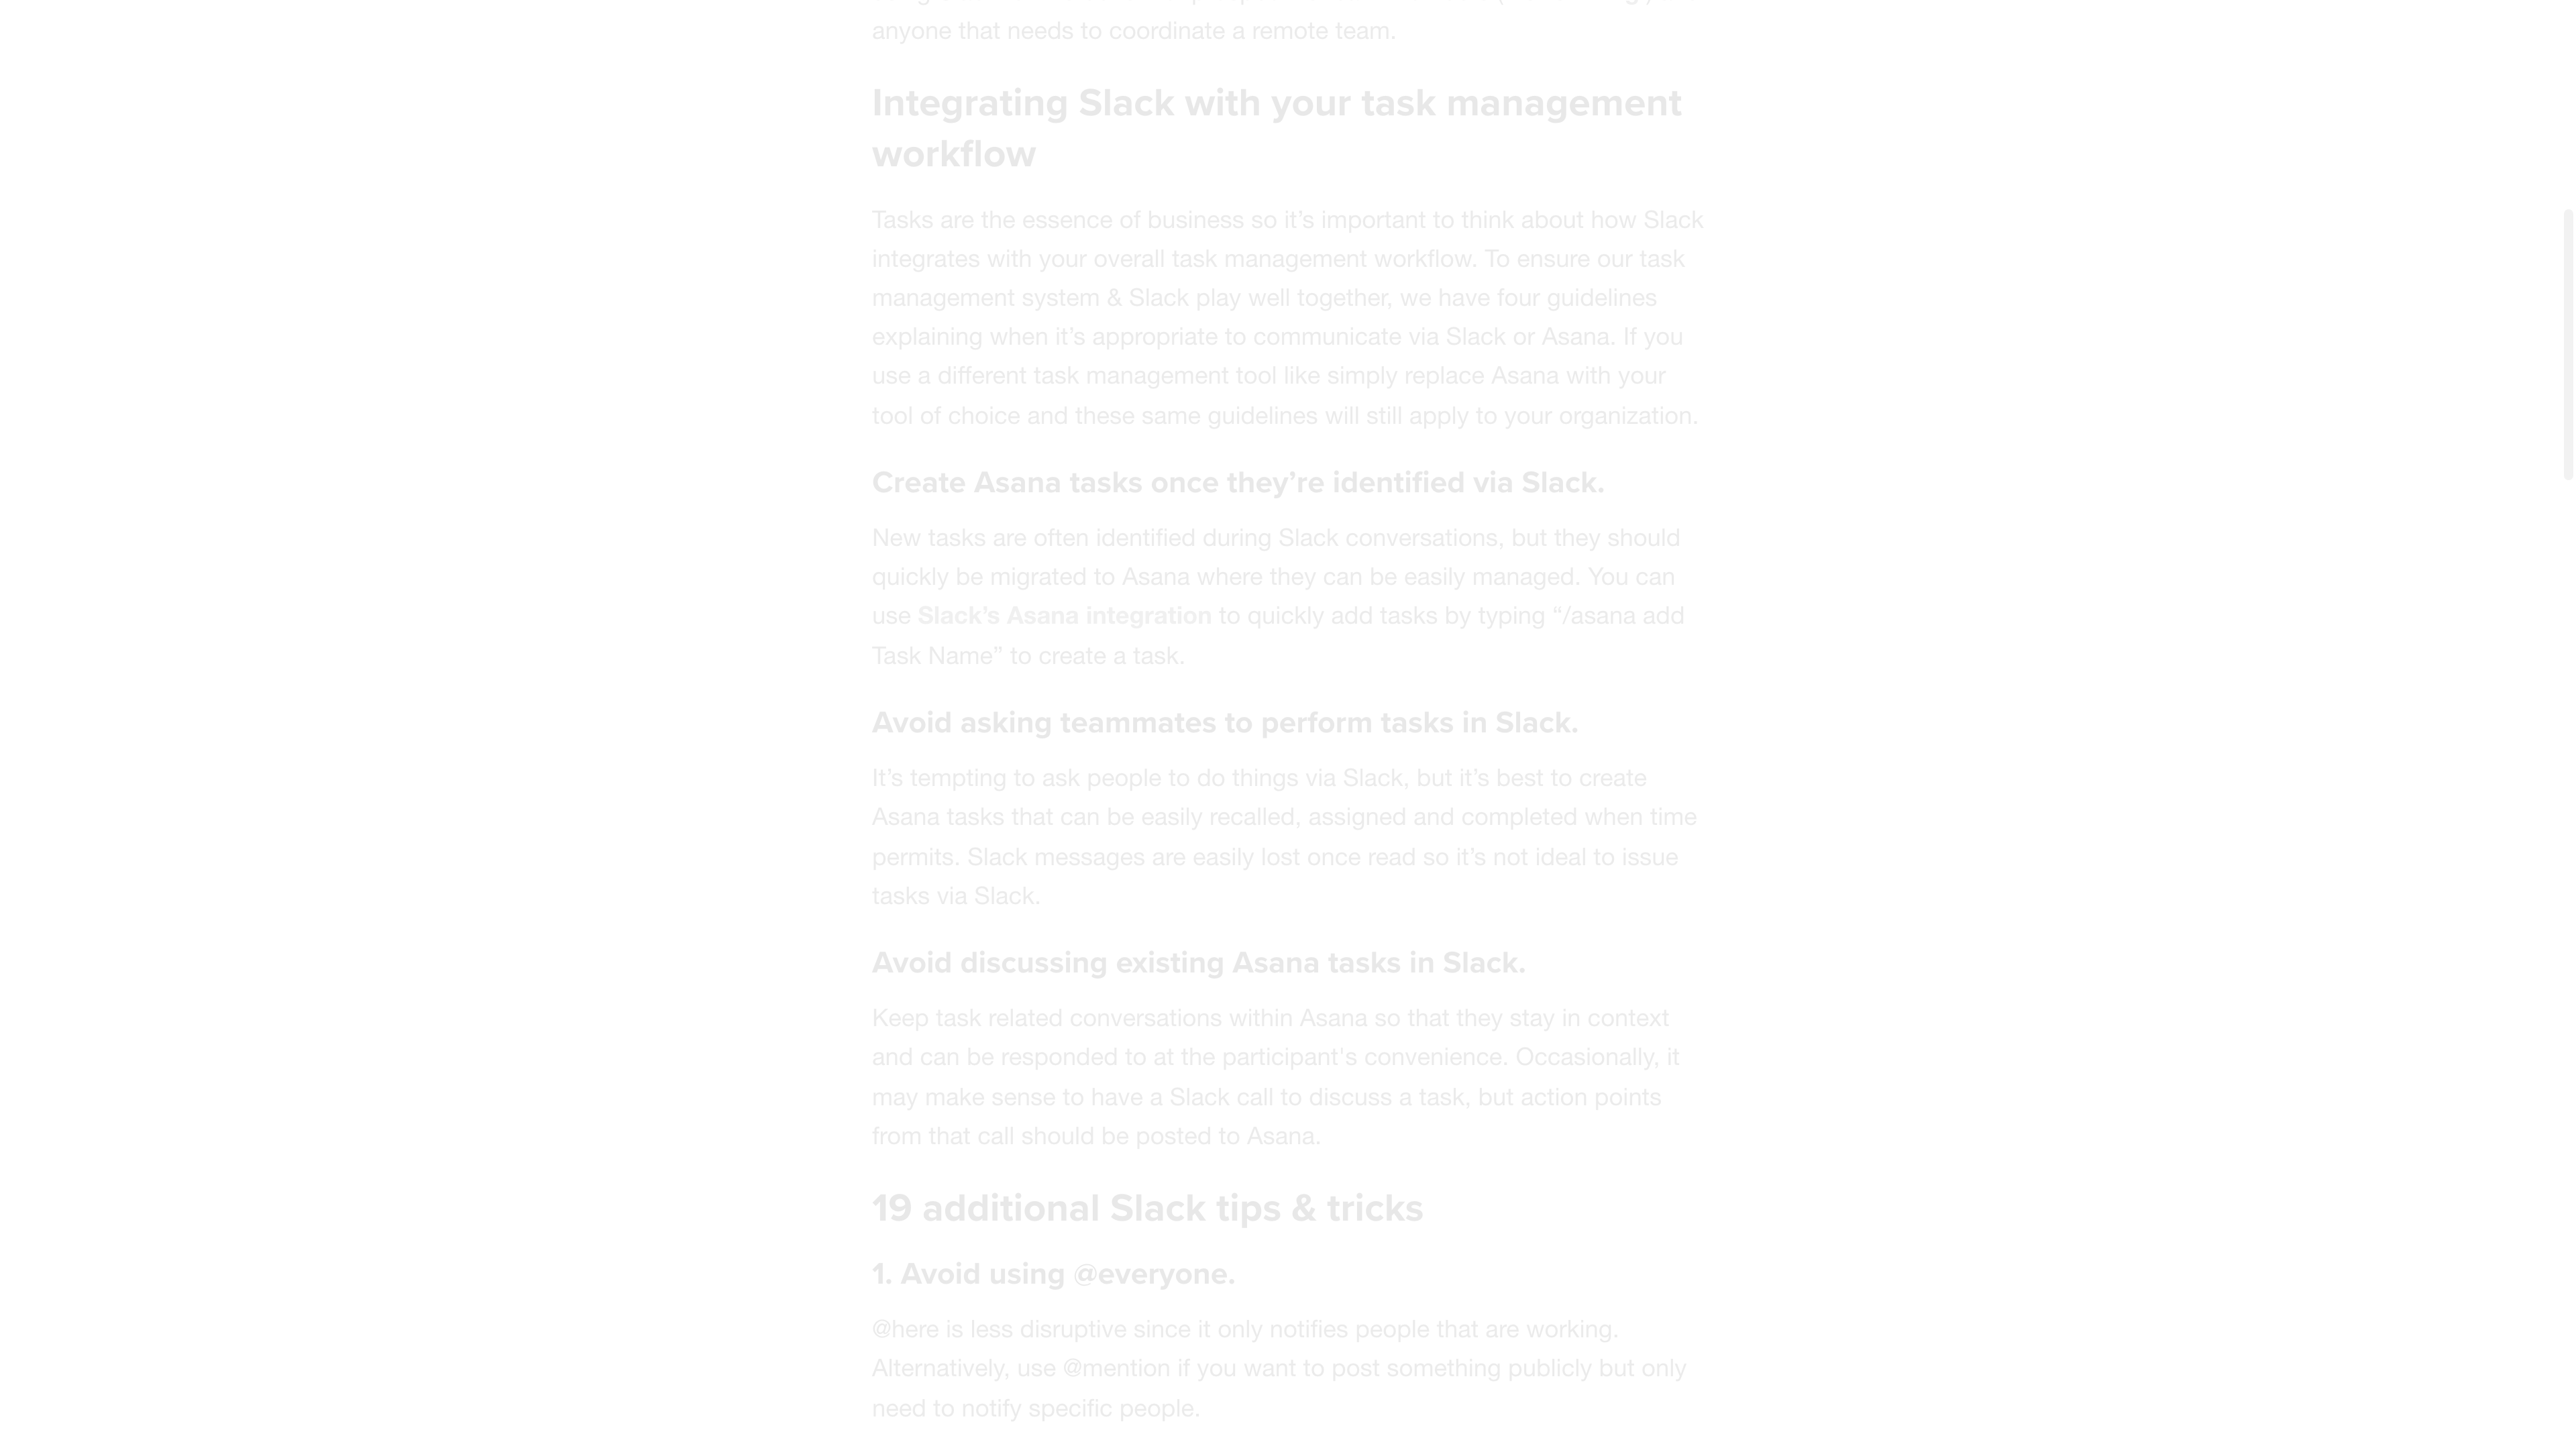 anyone that needs to coordinate a remote team.
Integrating Slack with your task management
workflow
Tasks are the essence of business so it’s important to think about how Slack
integrates with your overall task management workflow. To ensure our task
management system & Slack play well together, we have four guidelines
explaining when it’s appropriate to communicate via Slack or Asana. If you
use a different task management tool like simply replace Asana with your
tool of choice and these same guidelines will still apply to your organization.
Create Asana tasks once they’re identified via Slack.
New tasks are often identified during Slack conversations, but they should
quickly be migrated to Asana where they can be easily managed. You can
use Slack’s Asana integration to quickly add tasks by typing “/asana add
Task Name” to create a task.
Avoid asking teammates to perform tasks in Slack.
It’s tempting to ask people to do things via Slack, but it’s best to create
Asana tasks that can be easily recalled, assigned and completed when time
permits. Slack messages are easily lost once read so it’s not ideal to issue
tasks via Slack.
Avoid discussing existing Asana tasks in Slack.
Keep task related conversations within Asana so that they stay in context
and can be responded to at the participant's convenience. Occasionally, it
may make sense to have a Slack call to discuss a task, but action points
from that call should be posted to Asana.
19 additional Slack tips & tricks
1. Avoid using @everyone.
@here is less disruptive since it only notifies people that are working.
Alternatively, use @mention if you want to post something publicly but only
need to notify specific people.